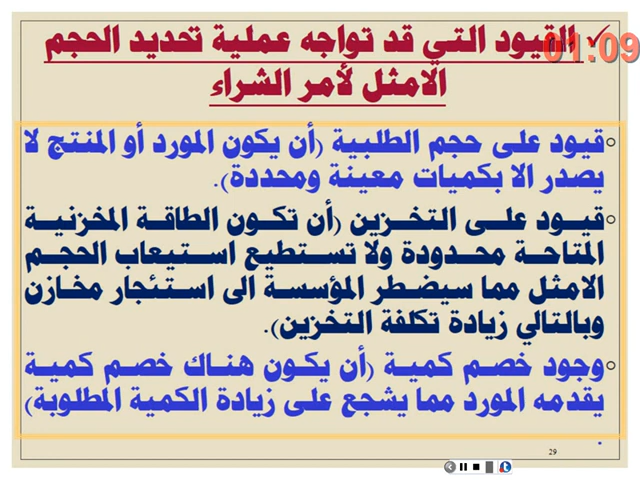 ✓ القيود التي قد تواجه عملية تحديد الحجم
الامثل لأمر الشراء
01:09
○ قيود على حجم الطلبية (أن يكون المورد أو المنتج لا
يصدر الا بكميات معينة ومحددة).
○ قيود على التخزين (أن تكون الطاقة المخزنية
المتاحة محدودة ولا تستطيع استيعاب الحجم
الامثل مما سيضطر المؤسسة الى استئجار مخازن
وبالتالي زيادة تكلفة التخزين).
○ وجود خصم كمية (أن يكون هناك خصم كمية
يقدمه المورد مما يشجع على زيادة الكمية المطلوبة)
.
29